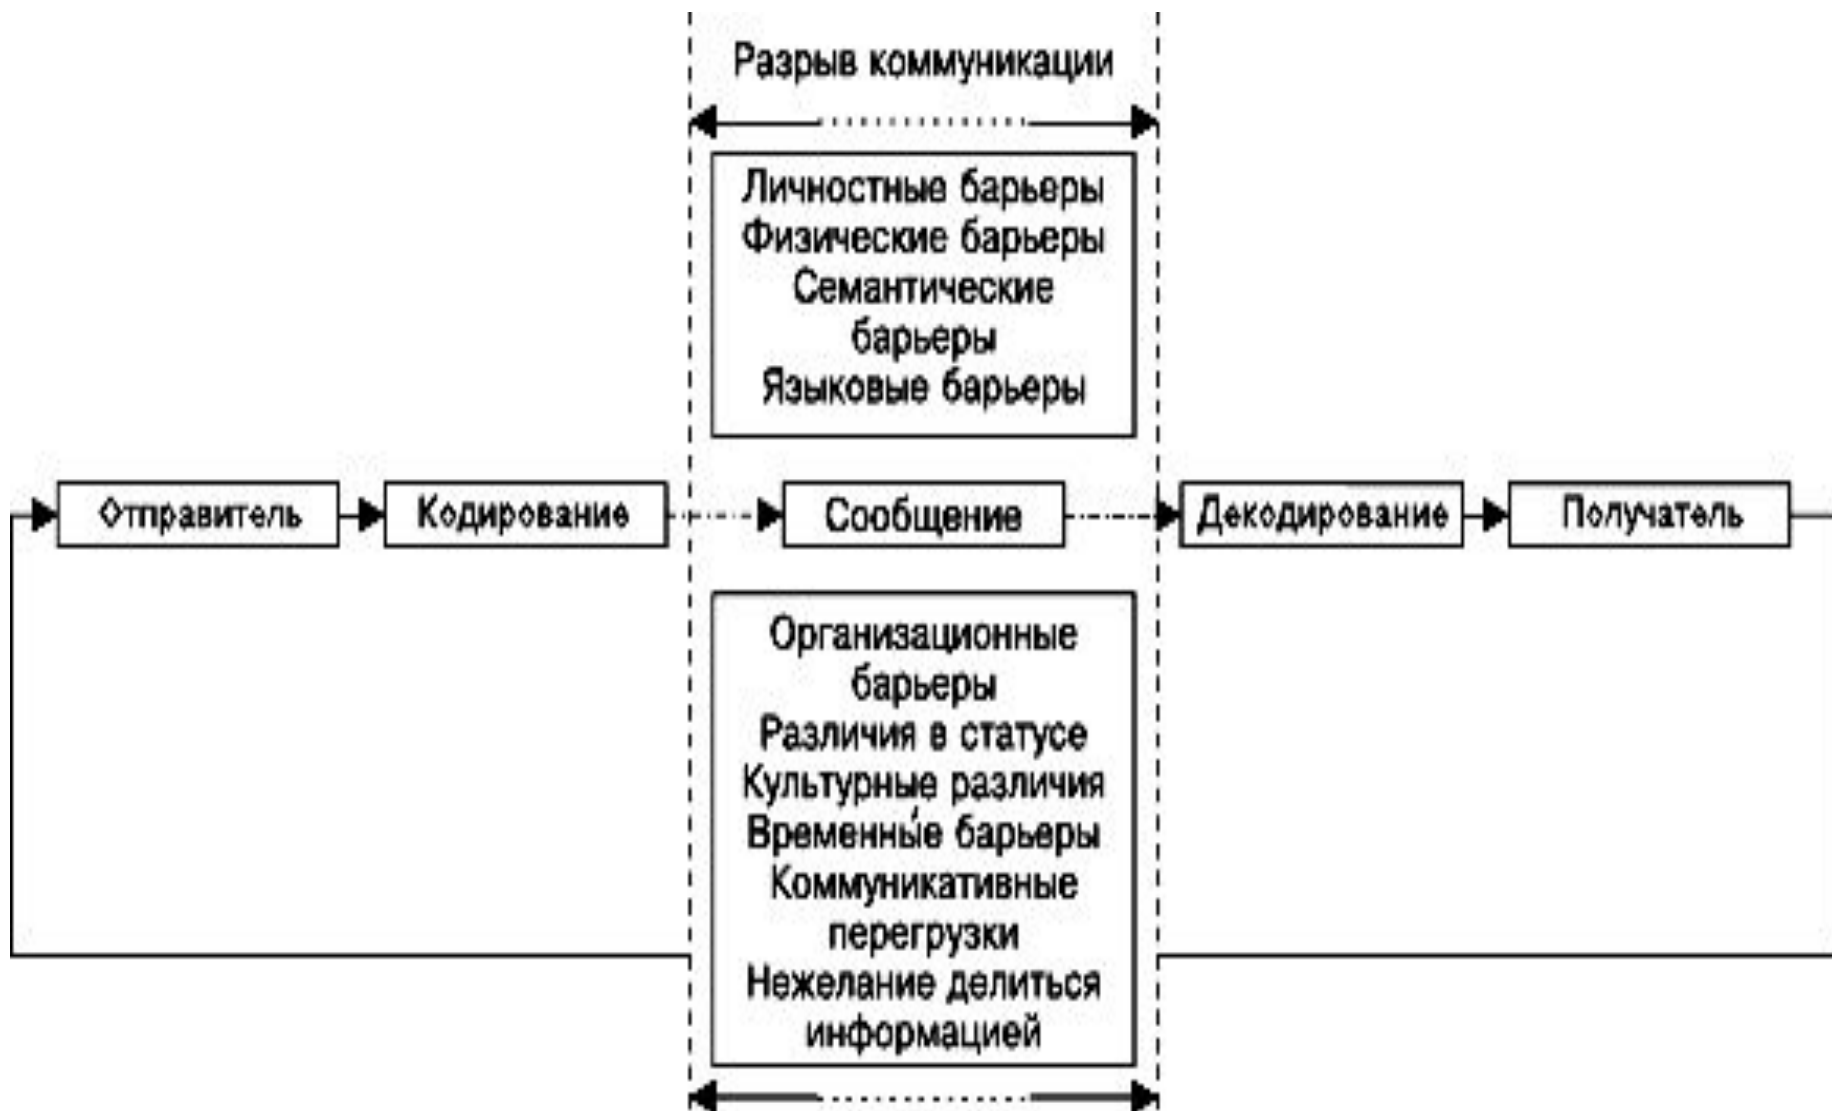 Разрыв коммуникации
Личностные барьеры
Физические барьеры
Семантические
барьеры
Языковые барьеры
Отправитель
Кодирование
Сообщение
Декодирование
Получатель
Организационные
барьеры
Различия в статусе
Культурные различия
Временны́е барьеры
Коммуникативные
перегрузки
Нежелание делиться
информацией